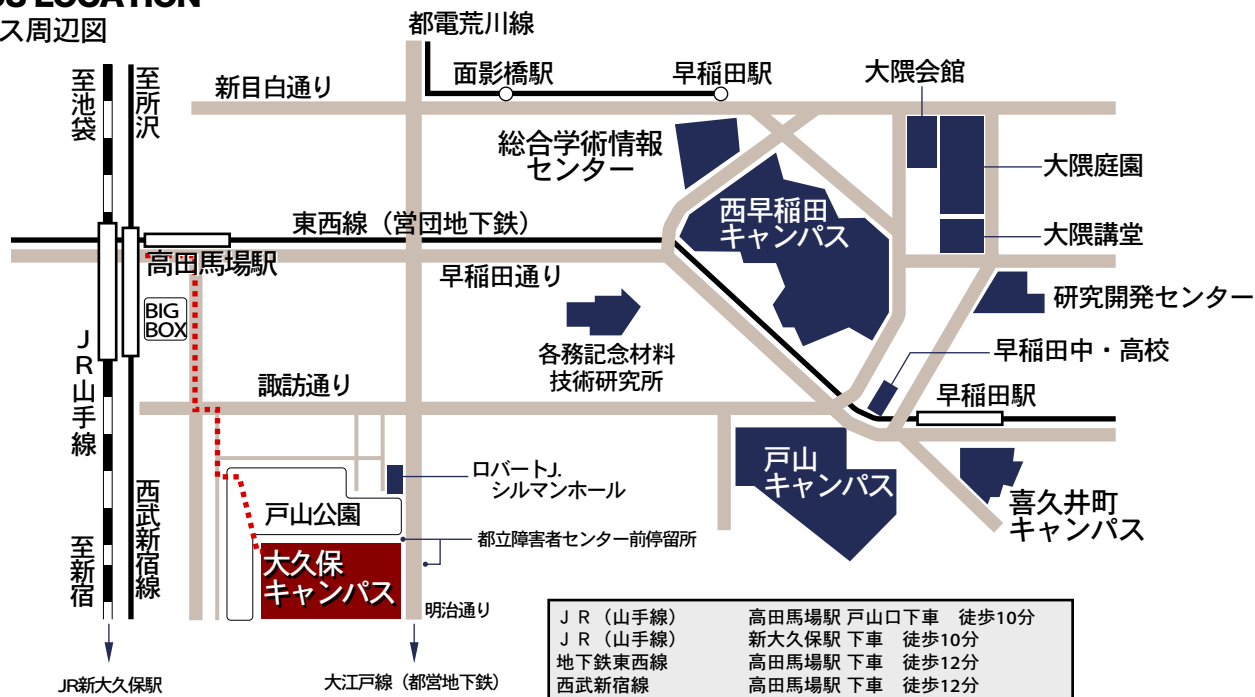 ス周辺図
都電荒川線
至池袋
至所沢
新目白通り
面影橋駅
早稲田駅
大隈会館
総合学術情報
センター
大隈庭園
西早稲田
キャンパス
東西線（営団地下鉄）
大隈講堂
高田馬場駅
早稲田通り
研究開発センター
BIG
BOX
ＪＲ山手線
各務記念材料
技術研究所
早稲田中・高校
諏訪通り
早稲田駅
戸山
キャンパス
ロバートJ.
シルマンホール
西武新宿線
戸山公園
喜久井町
キャンパス
都立障害者センター前停留所
至新宿
大久保
キャンパス
明治通り
ＪＲ（山手線） 高田馬場駅 戸山口下車 徒歩10分
ＪＲ（山手線） 新大久保駅 下車 徒歩10分
地下鉄東西線 高田馬場駅 下車 徒歩12分
西武新宿線 高田馬場駅 下車 徒歩12分
JR新大久保駅
大江戸線（都営地下鉄）